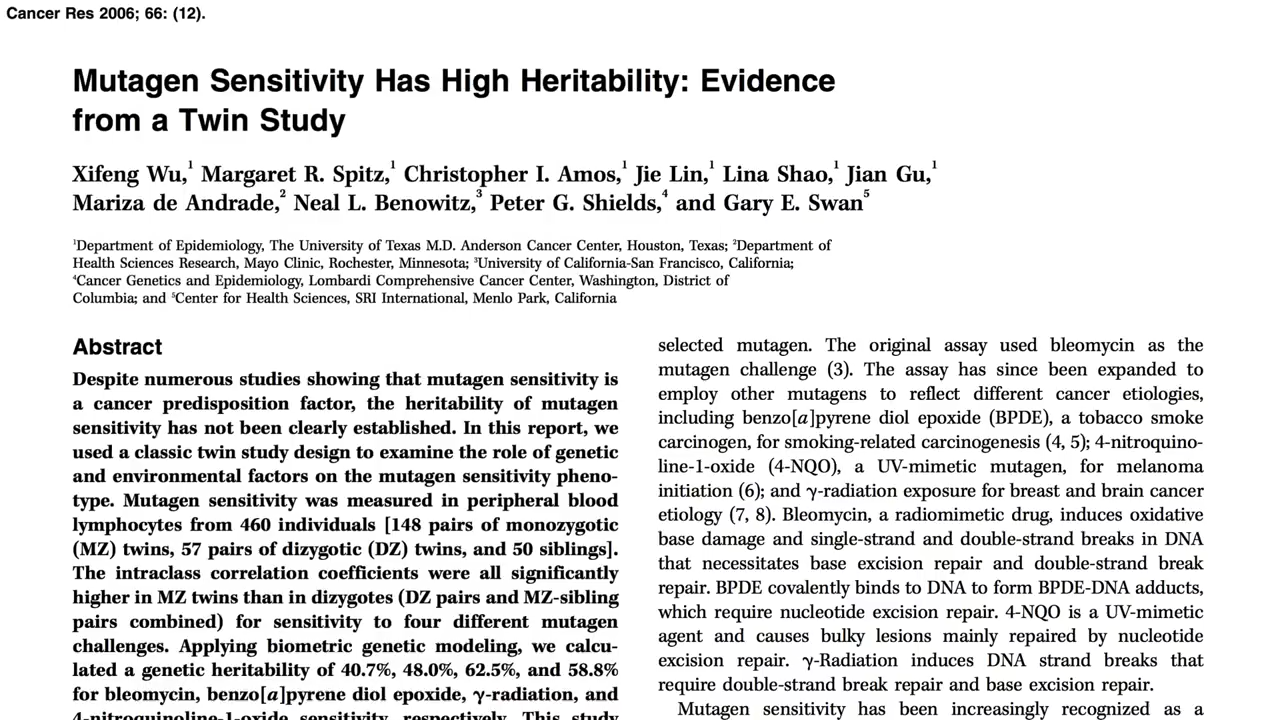 Cancer Res 2006; 66: (12).
Mutagen Sensitivity Has High Heritability: Evidence
from a Twin Study
Xifeng Wu,1 Margaret R. Spitz,1 Christopher I. Amos,1 Jie Lin,1 Lina Shao,1 Jian Gu,1
Mariza de Andrade,2 Neal L. Benowitz,3 Peter G. Shields,4 and Gary E. Swan5
1Department of Epidemiology, The University of Texas M.D. Anderson Cancer Center, Houston, Texas; 2Department of
Health Sciences Research, Mayo Clinic, Rochester, Minnesota; 3University of California-San Francisco, California;
4Cancer Genetics and Epidemiology, Lombardi Comprehensive Cancer Center, Washington, District of
Columbia; and 5Center for Health Sciences, SRI International, Menlo Park, California
Abstract
Despite numerous studies showing that mutagen sensitivity is
a cancer predisposition factor, the heritability of mutagen
sensitivity has not been clearly established. In this report, we
used a classic twin study design to examine the role of genetic
and environmental factors on the mutagen sensitivity pheno-
type. Mutagen sensitivity was measured in peripheral blood
lymphocytes from 460 individuals [148 pairs of monozygotic
(MZ) twins, 57 pairs of dizygotic (DZ) twins, and 50 siblings].
The intraclass correlation coefficients were all significantly
higher in MZ twins than in dizygotes (DZ pairs and MZ-sibling
pairs combined) for sensitivity to four different mutagen
challenges. Applying biometric genetic modeling, we calcu-
lated a genetic heritability of 40.7%, 48.0%, 62.5%, and 58.8%
for bleomycin, benzo[a]pyrene diol epoxide, γ-radiation, and
4-nitroquinoline-1-oxide sensitivity, respectively. This study
selected mutagen. The original assay used bleomycin as the
mutagen challenge (3). The assay has since been expanded to
employ other mutagens to reflect different cancer etiologies,
including benzo[a]pyrene diol epoxide (BPDE), a tobacco smoke
carcinogen, for smoking-related carcinogenesis (4, 5); 4-nitroquino-
line-1-oxide (4-NQO), a UV-mimetic mutagen, for melanoma
initiation (6); and γ-radiation exposure for breast and brain cancer
etiology (7, 8). Bleomycin, a radiomimetic drug, induces oxidative
base damage and single-strand and double-strand breaks in DNA
that necessitates base excision repair and double-strand break
repair. BPDE covalently binds to DNA to form BPDE-DNA adducts,
which require nucleotide excision repair. 4-NQO is a UV-mimetic
agent and causes bulky lesions mainly repaired by nucleotide
excision repair. γ-Radiation induces DNA strand breaks that
require double-strand break repair and base excision repair.
Mutagen sensitivity has been increasingly recognized as a